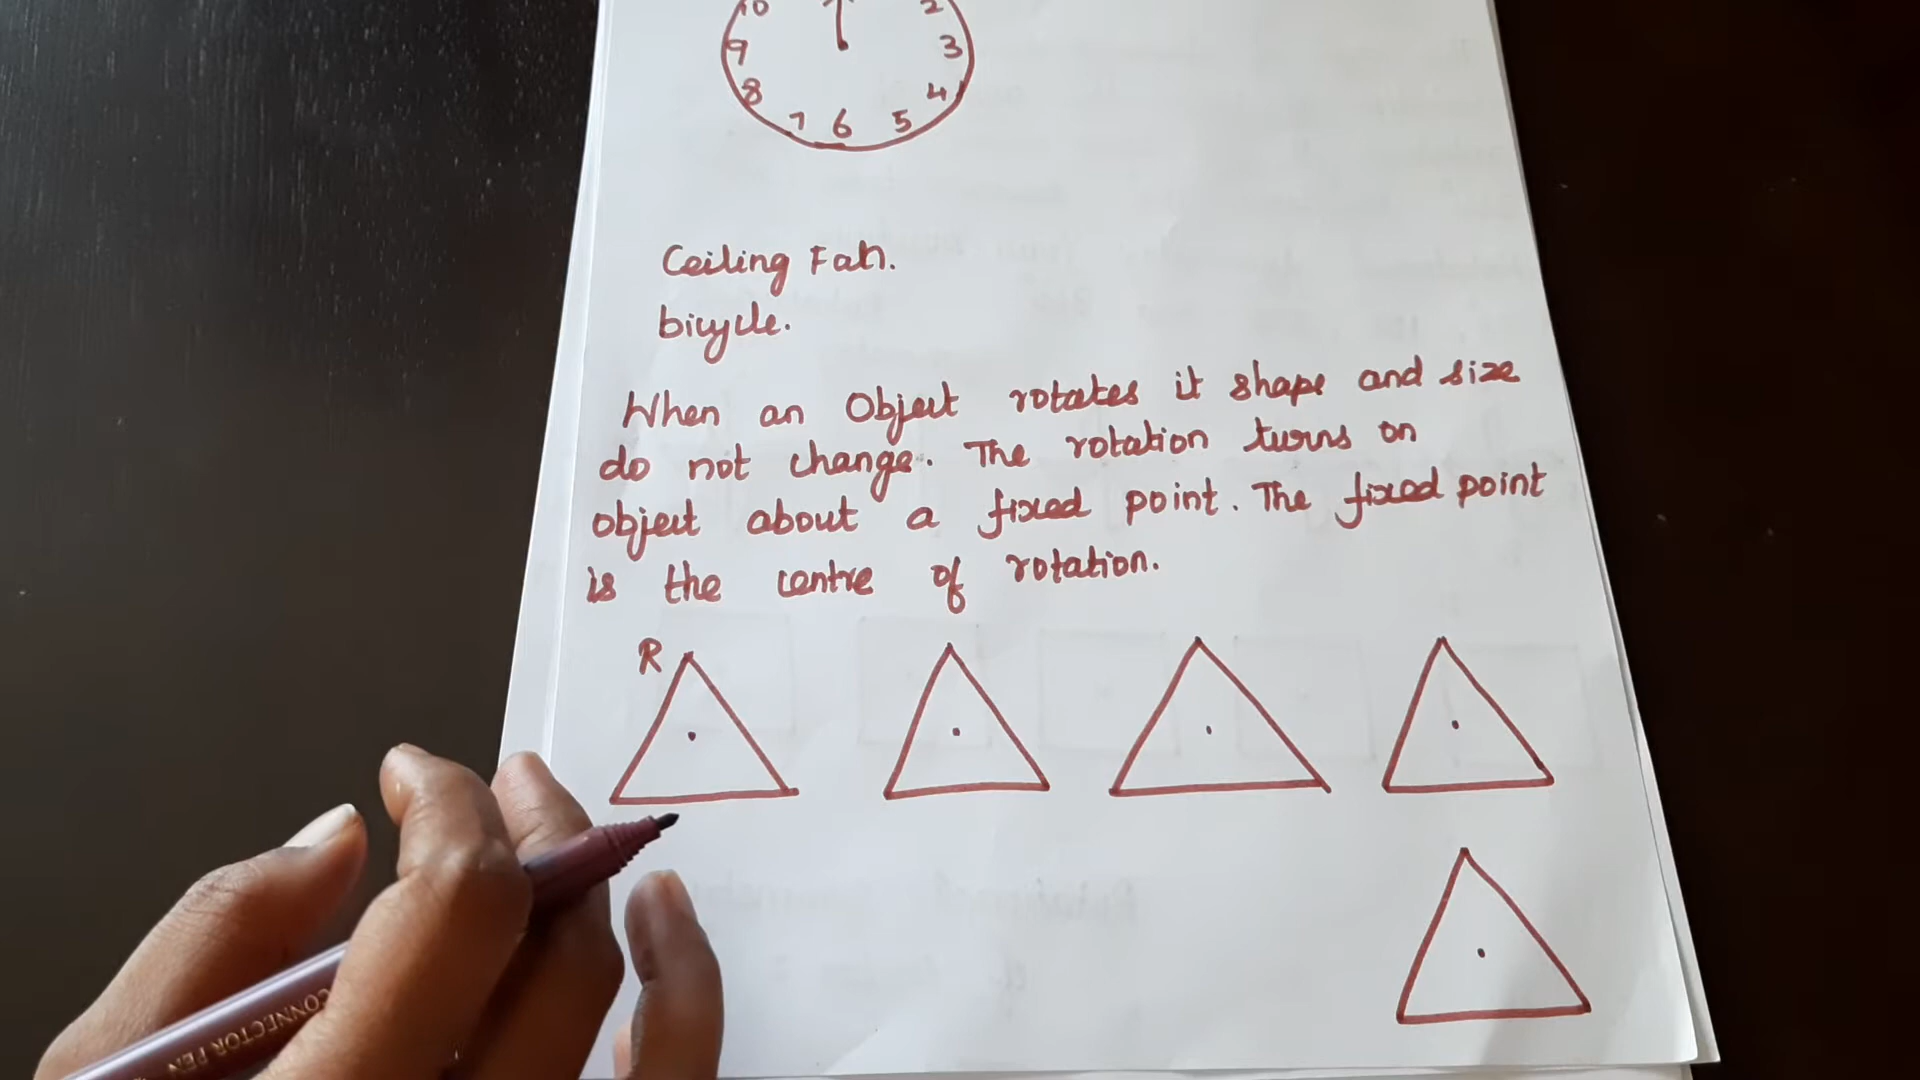 10 2
9 3
8 4
7 6 5
Ceiling Fan.
bicycle.
When an Object rotates it shape and size
do not change. The rotation turns on
object about a fixed point. The fixed point
is the centre of rotation.
R
CONNECTOR PEN